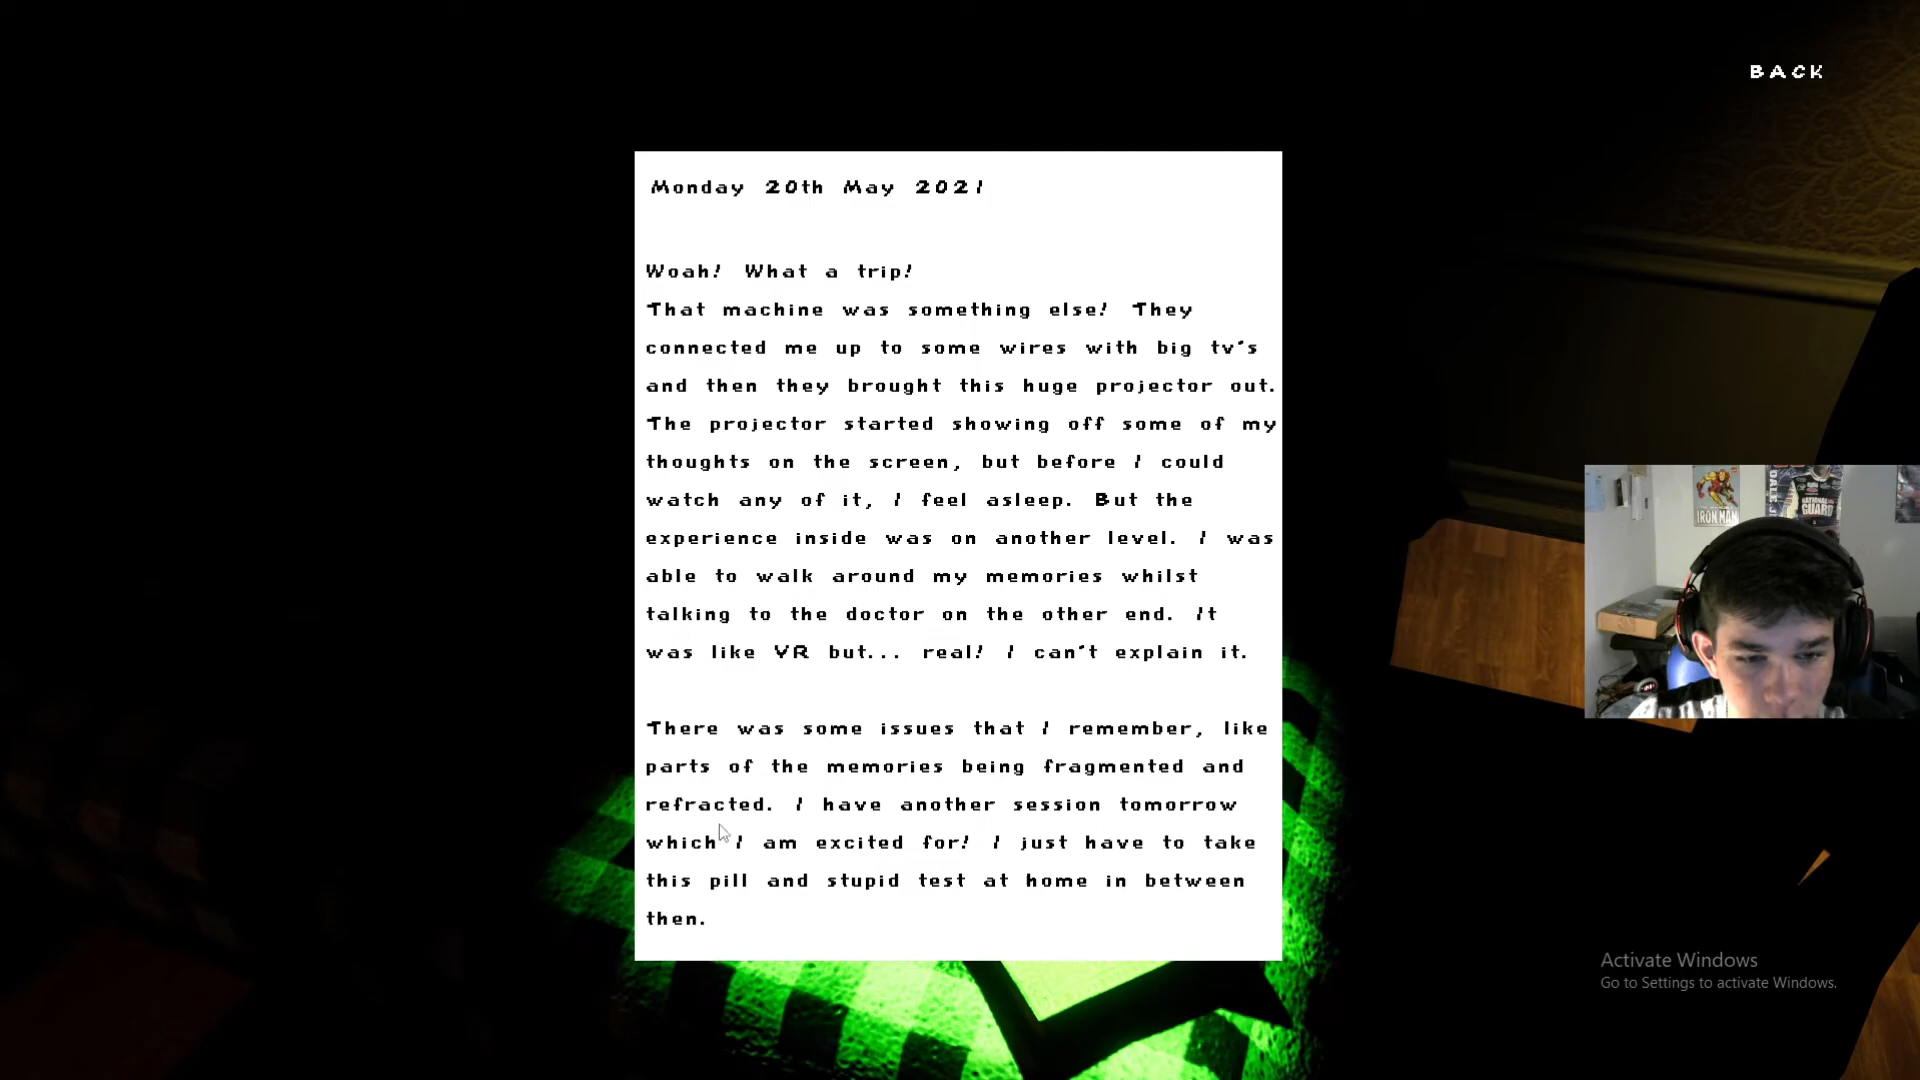 BACK
Monday 20th May 2021
Woah! What a trip!
That machine was something else! They
connected me up to some wires with big tv's
and then they brought this huge projector out.
The projector started showing off some of my
thoughts on the screen, but before I could
watch any of it, I feel asleep. But the
experience inside was on another level. I was
able to walk around my memories whilst
talking to the doctor on the other end. It
was like VR but... real! I can't explain it.
There was some issues that I remember, like
parts of the memories being fragmented and
refracted. I have another session tomorrow
which I am excited for! I just have to take
this pill and stupid test at home in between
then.
IRON MAN
DALE
NATIONAL
GUARD
Activate Windows
Go to Settings to activate Windows.